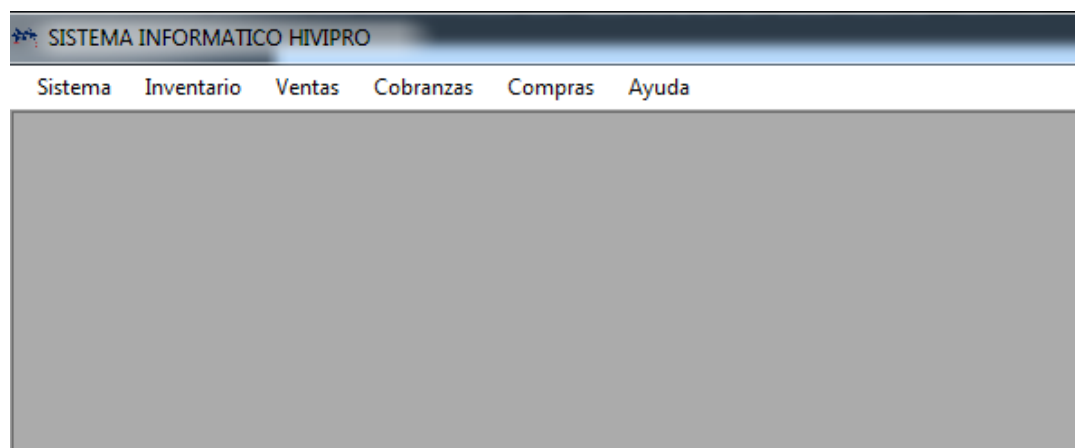 SISTEMA INFORMATICO HIVIPRO
Sistema Inventario Ventas Cobranzas Compras Ayuda